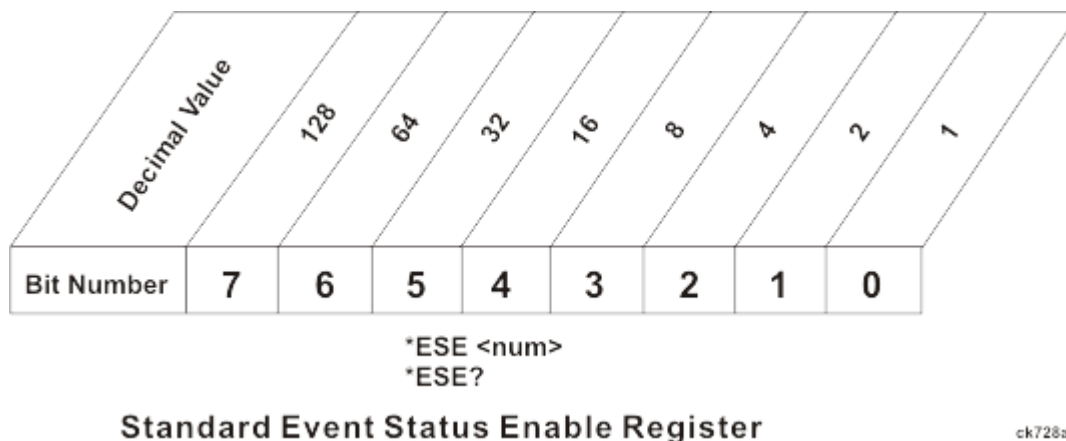 Decimal Value 128 64 32 16 8 4 2 1
Bit Number 7 6 5 4 3 2 1 0
*ESE <num>
*ESE?
Standard Event Status Enable Register
ck728a